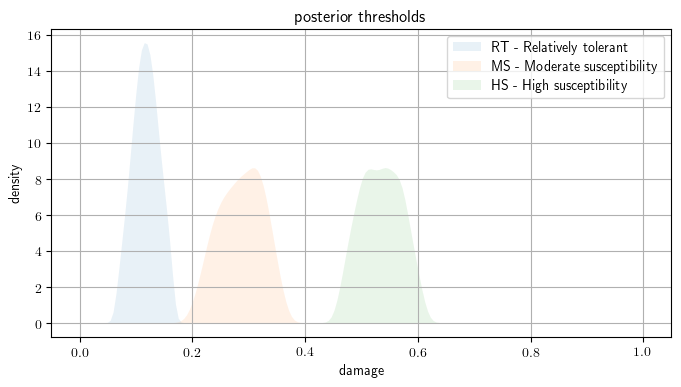 posterior thresholds
RT - Relatively tolerant
MS - Moderate susceptibility
HS - High susceptibility
density
16
14
12
10
8
6
4
2
0
0.0
0.2
0.4
0.6
0.8
1.0
damage